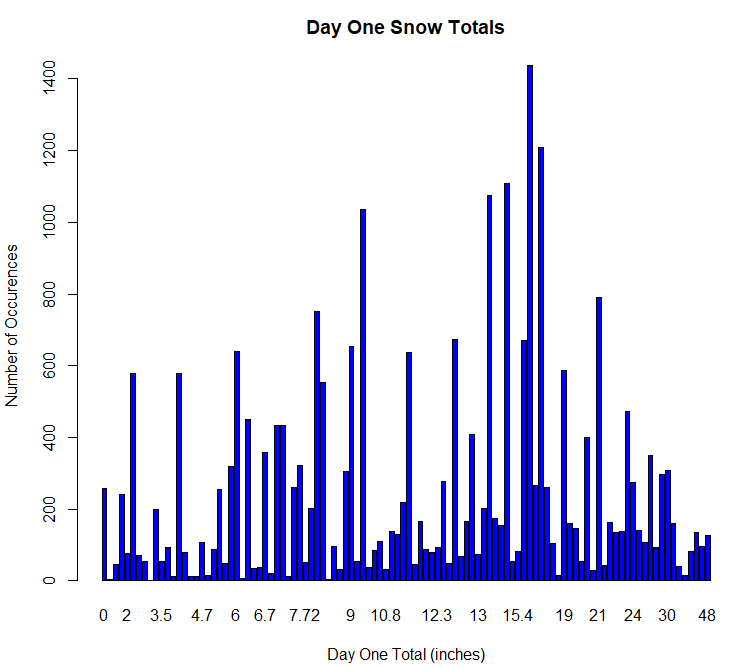 Day One Snow Totals
Number of Occurences
1400
1200
1000
800
600
400
200
0
0 2 3.5 4.7 6 6.7 7.72 9 10.8 12.3 13 15.4 19 21 24 30 48
Day One Total (inches)